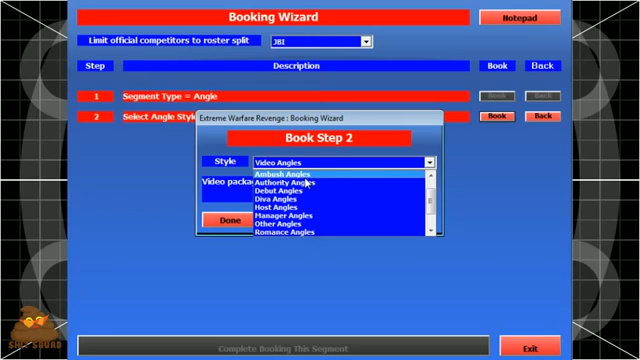 Booking Wizard
Notepad
Limit official competitors to roster split
JBI
Step
Description
Book
Back
1
Segment Type = Angle
Book
Back
2
Select Angle Style
Book
Back
Extreme Warfare Revenge : Booking Wizard
Book Step 2
Style
Video Angles
Video packag
Ambush Angles
Authority Angles
Debut Angles
Diva Angles
Host Angles
Manager Angles
Other Angles
Romance Angles
Done
Complete Booking This Segment
Exit
SHIT SQUAD